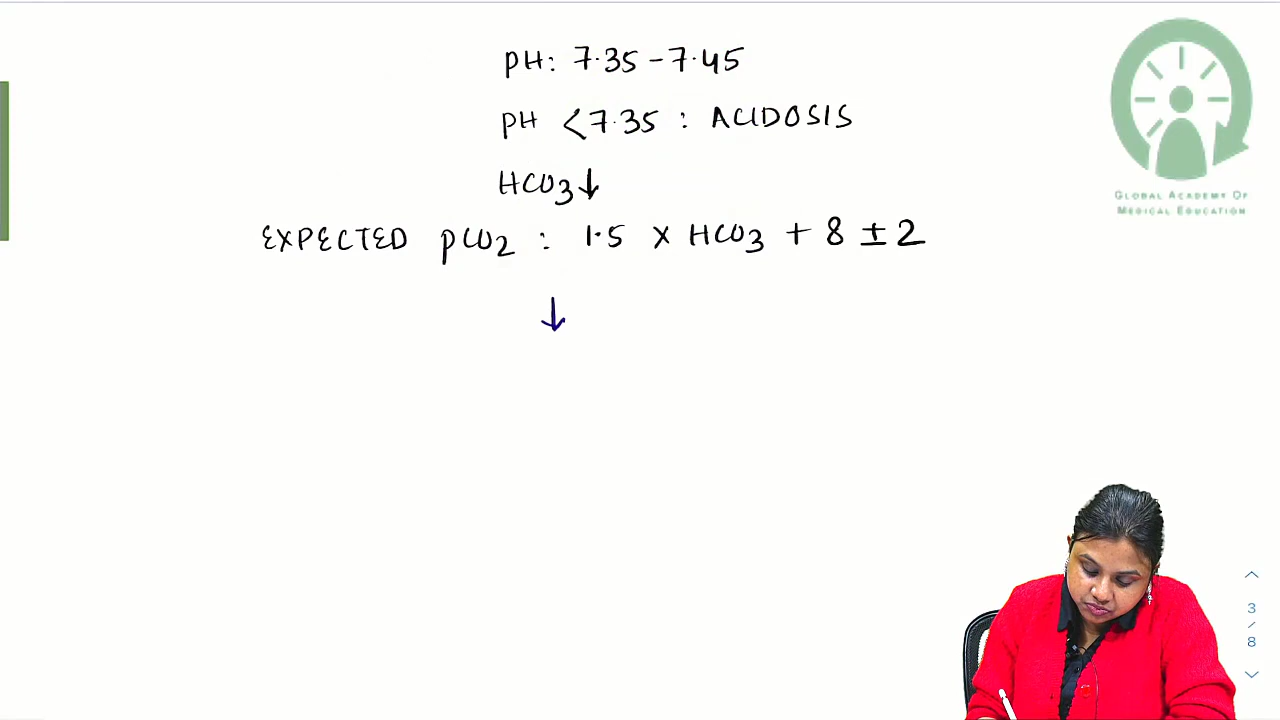 pH: 7.35 - 7.45
pH < 7.35 : ACIDOSIS
HCO3↓
EXPECTED pCO2 : 1.5 x HCO3 + 8 ± 2
↓
GLOBAL ACADEMY OF
MEDICAL EDUCATION
3
/
8